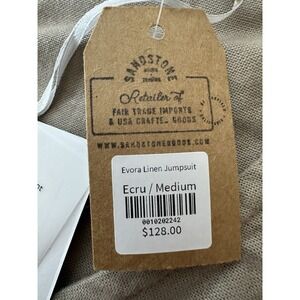 SANDSTONE
Retailer of
FAIR TRADE IMPORTS
& USA CRAFTED GOODS
WWW.SANDSTONEGOODS.COM
Evora Linen Jumpsuit
Ecru / Medium
0010202242
$128.00